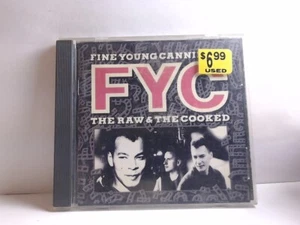 FINE YOUNG CANNI
$6.99
USED
FYC
THE RAW & THE COOKED